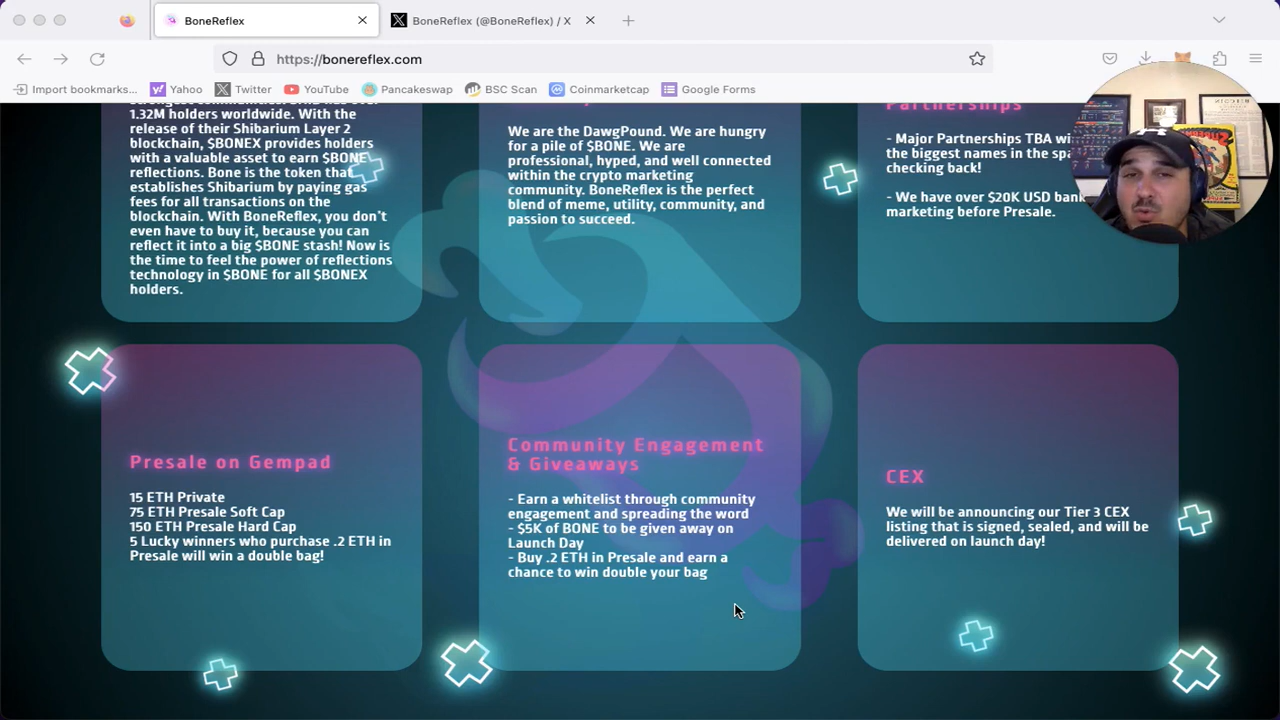 BoneReflex
BoneReflex (@BoneReflex) / X
https://bonereflex.com
Import bookmarks...
Yahoo
Twitter
YouTube
Pancakeswap
BSC Scan
Coinmarketcap
Google Forms
1.32M holders worldwide. With the
release of their Shibarium Layer 2
blockchain, $BONEX provides holders
with a valuable asset to earn $BONE
reflections. Bone is the token that
establishes Shibarium by paying gas
fees for all transactions on the
blockchain. With BoneReflex, you don't
even have to buy it, because you can
reflect it into a big $BONE stash! Now is
the time to feel the power of reflections
technology in $BONE for all $BONEX
holders.
We are the DawgPound. We are hungry
for a pile of $BONE. We are
professional, hyped, and well connected
within the crypto marketing
community. BoneReflex is the perfect
blend of meme, utility, community, and
passion to succeed.
Partnerships
- Major Partnerships TBA wi
the biggest names in the spa
checking back!
- We have over $20K USD bank
marketing before Presale.
Presale on Gempad
15 ETH Private
75 ETH Presale Soft Cap
150 ETH Presale Hard Cap
5 Lucky winners who purchase .2 ETH in
Presale will win a double bag!
Community Engagement
& Giveaways
- Earn a whitelist through community
engagement and spreading the word
- $5K of BONE to be given away on
Launch Day
- Buy .2 ETH in Presale and earn a
chance to win double your bag
CEX
We will be announcing our Tier 3 CEX
listing that is signed, sealed, and will be
delivered on launch day!